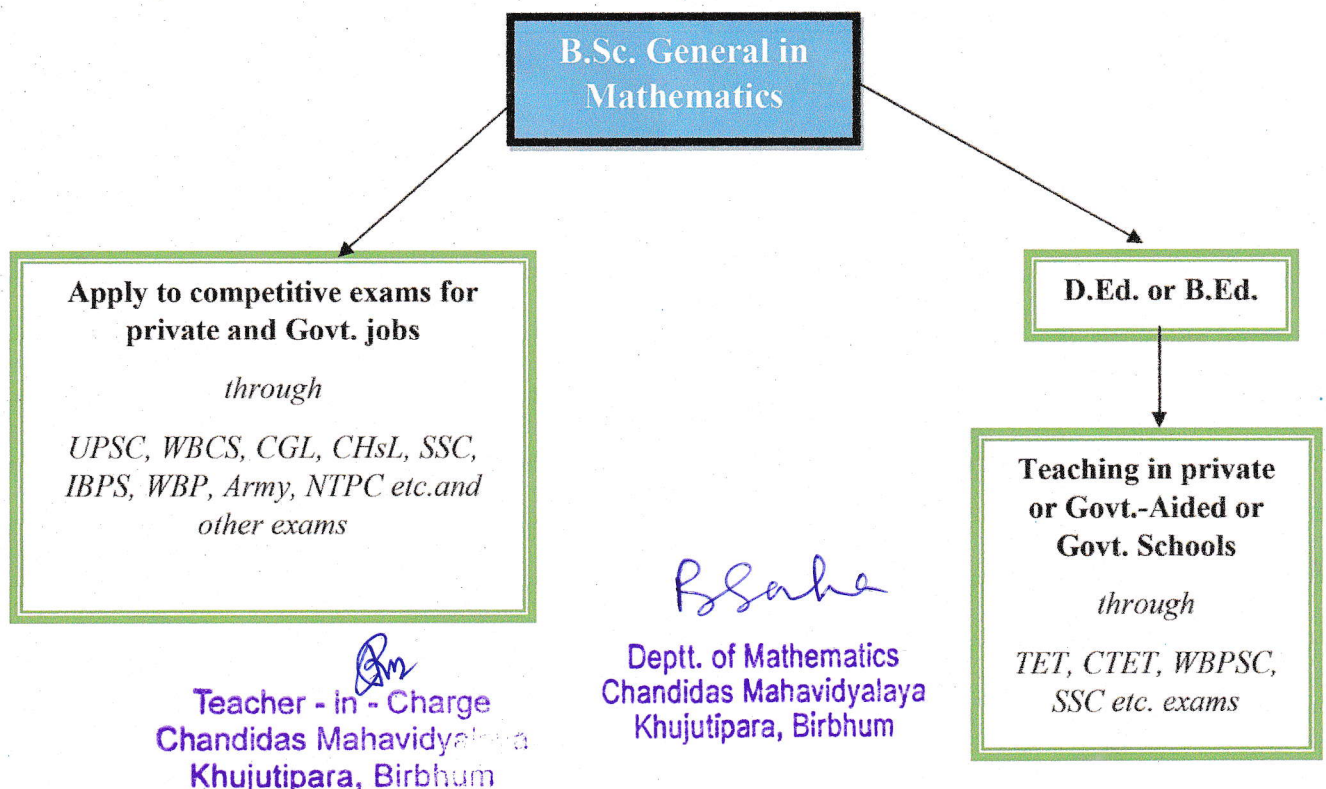 B.Sc. General in
Mathematics
Apply to competitive exams for
private and Govt. jobs
through
UPSC, WBCS, CGL, CHsL, SSC,
IBPS, WBP, Army, NTPC etc.and
other exams
D.Ed. or B.Ed.
Teaching in private
or Govt.-Aided or
Govt. Schools
through
TET, CTET, WBPSC,
SSC etc. exams
BSaha
Deptt. of Mathematics
Chandidas Mahavidyalaya
Khujutipara, Birbhum
Teacher - in - Charge
Chandidas Mahavidyalaya
Khujutipara, Birbhum